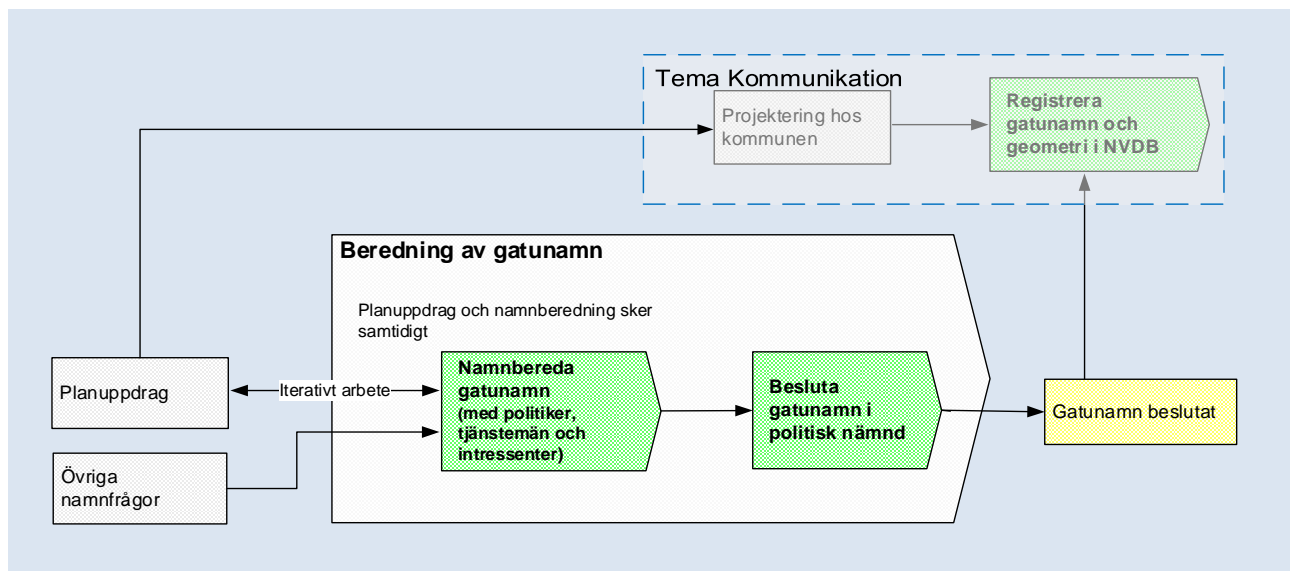 Tema Kommunikation
Projektering hos
kommunen
Registrera
gatunamn och
geometri i NVDB
Beredning av gatunamn
Planuppdrag och namnberedning sker
samtidigt
Planuppdrag
Iterativt arbete
Namnbereda
gatunamn
(med politiker,
tjänstemän och
intressenter)
Besluta
gatunamn i
politisk nämnd
Gatunamn beslutat
Övriga
namnfrågor